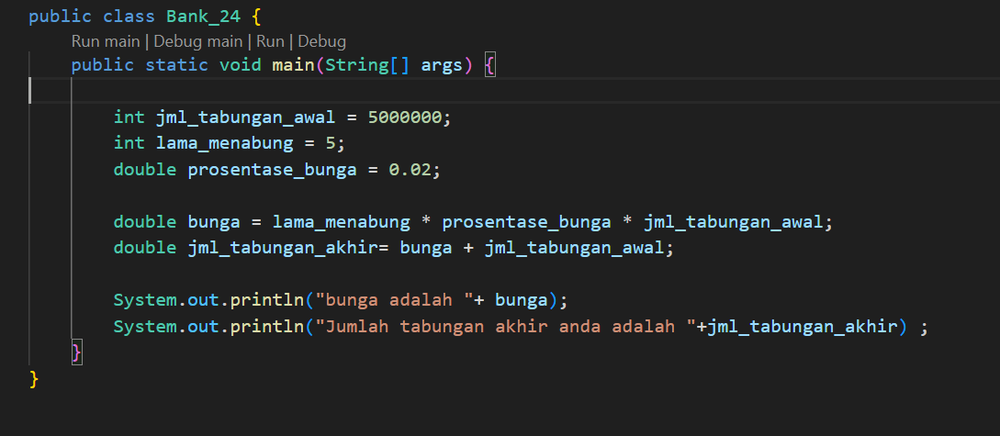 public class Bank_24 {
Run main | Debug main | Run | Debug
public static void main(String[] args) {
int jml_tabungan_awal = 5000000;
int lama_menabung = 5;
double prosentase_bunga = 0.02;
double bunga = lama_menabung * prosentase_bunga * jml_tabungan_awal;
double jml_tabungan_akhir= bunga + jml_tabungan_awal;
System.out.println("bunga adalah "+ bunga);
System.out.println("Jumlah tabungan akhir anda adalah "+jml_tabungan_akhir) ;
}
}